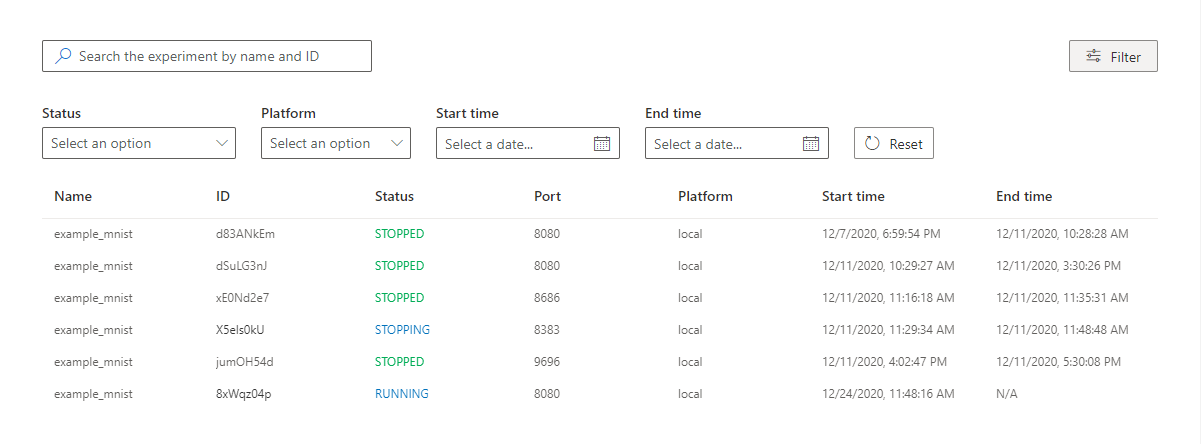 Search the experiment by name and ID
Filter
Status Platform Start time End time
Select an option Select an option Select a date... Select a date... Reset
Name ID Status Port Platform Start time End time
example_mnist d83ANkEm STOPPED 8080 local 12/7/2020, 6:59:54 PM 12/11/2020, 10:28:28 AM
example_mnist dSuLG3nJ STOPPED 8080 local 12/11/2020, 10:29:27 AM 12/11/2020, 3:30:26 PM
example_mnist xE0Nd2e7 STOPPED 8686 local 12/11/2020, 11:16:18 AM 12/11/2020, 11:35:31 AM
example_mnist X5eIs0kU STOPPING 8383 local 12/11/2020, 11:29:34 AM 12/11/2020, 11:48:48 AM
example_mnist jumOH54d STOPPED 9696 local 12/11/2020, 4:02:47 PM 12/11/2020, 5:30:08 PM
example_mnist 8xWqz04p RUNNING 8080 local 12/24/2020, 11:48:16 AM N/A